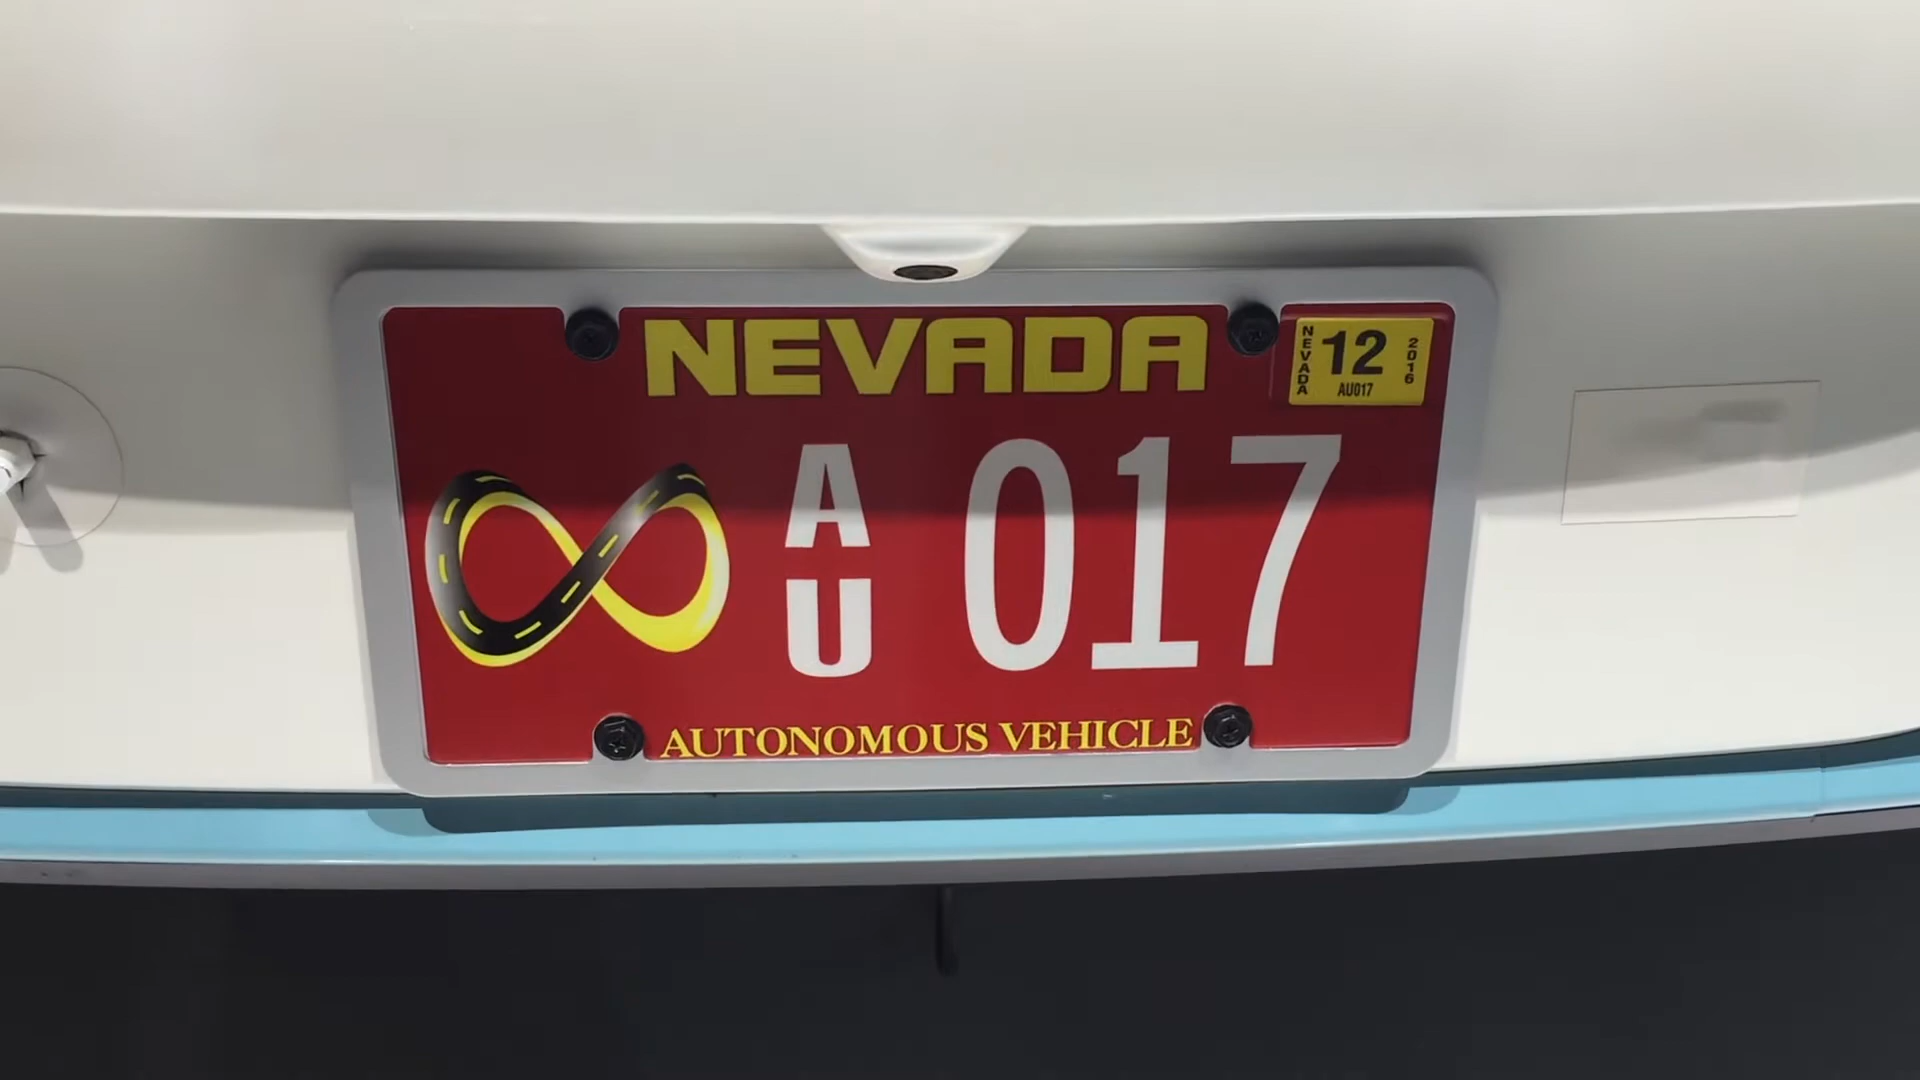 NEVADA
NEVADA 12 2016
AU017
AU 017
AUTONOMOUS VEHICLE